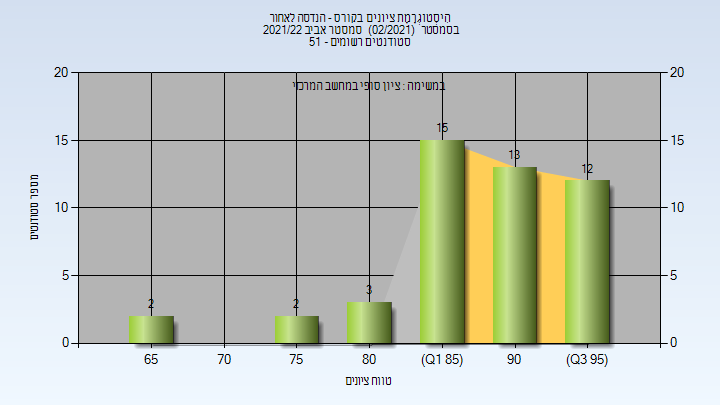 היסטוגרמת ציונים בקורס - הנדסה לאחור
בסמסטר (02/2021) סמסטר אביב 2021/22
סטודנטים רשומים - 51
במשימה : ציון סופי במחשב המרכזי
20
15
10
5
0
20
15
10
5
0
מספר סטודנטים
2
2
3
15
13
12
65
70
75
80
(Q1 85)
90
(Q3 95)
טווח ציונים